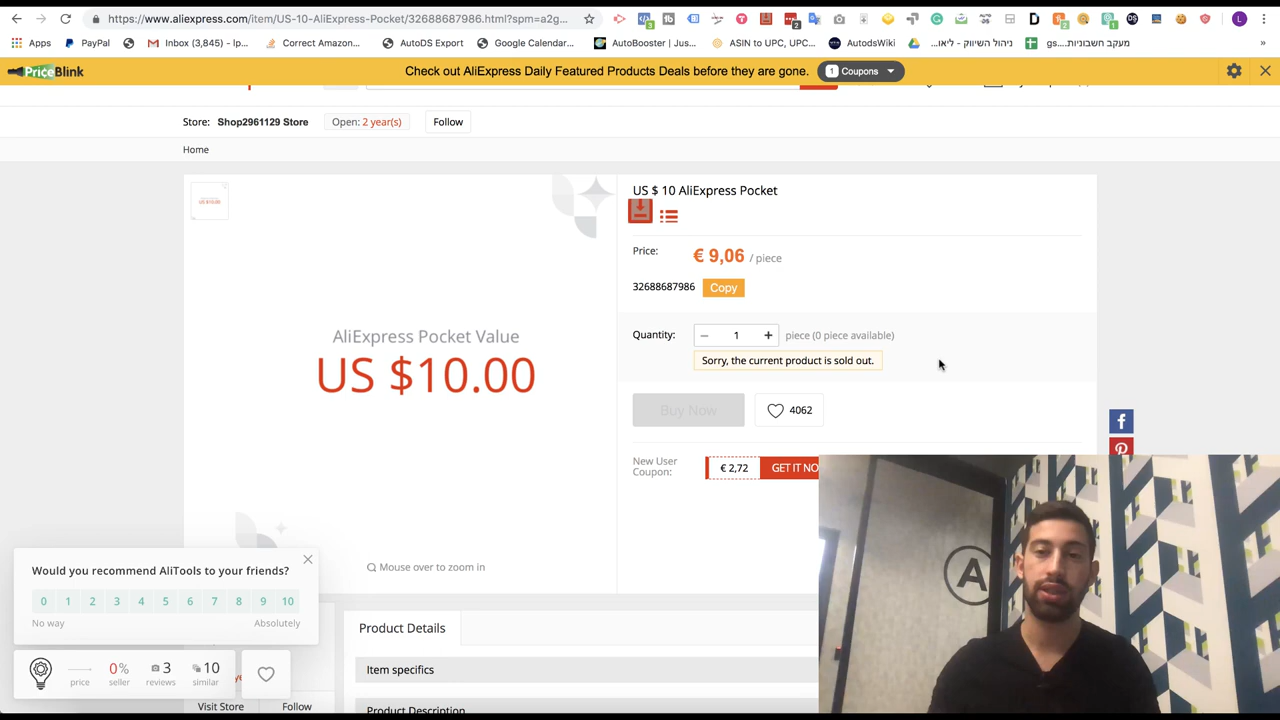 https://www.aliexpress.com/item/US-10-AliExpress-Pocket/32688687986.html?spm=a2g...
Apps
PayPal
Inbox (3,845) - lp...
Correct Amazon...
AutoDS Export
Google Calendar...
AutoBooster | Jus...
ASIN to UPC, UPC...
AutodsWiki
ניהול השיווק - ליאו...
מעקב חשבוניות....gs
»
PriceBlink
Check out AliExpress Daily Featured Products Deals before they are gone.
1 Coupons
Store: Shop2961129 Store
Open: 2 year(s)
Follow
Home
US $ 10 AliExpress Pocket
Price:
€ 9,06 / piece
32688687986
Copy
AliExpress Pocket Value
US $10.00
Quantity:
1
piece (0 piece available)
Sorry, the current product is sold out.
Buy Now
4062
New User
Coupon:
€ 2,72
GET IT NO
Mouse over to zoom in
Would you recommend AliTools to your friends?
0 1 2 3 4 5 6 7 8 9 10
No way
Absolutely
price
0%
seller
3
reviews
10
similar
Visit Store
Follow
Product Details
Item specifics
Product Description
A